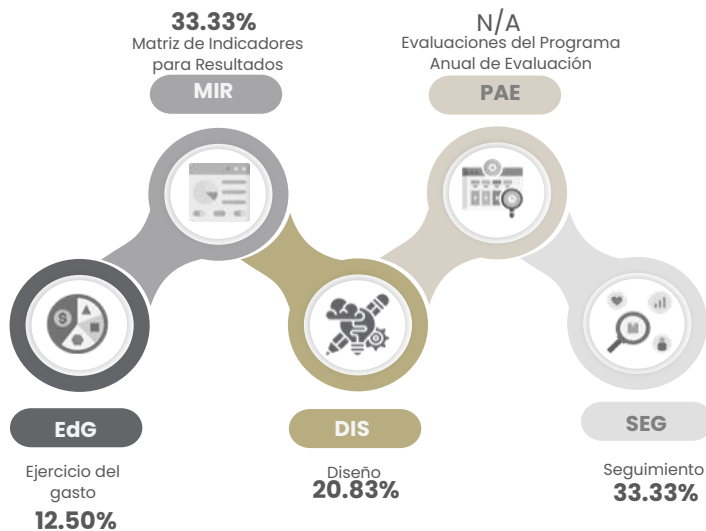 33.33%
Matriz de Indicadores
para Resultados
MIR
N/A
Evaluaciones del Programa
Anual de Evaluación
PAE
EdG
Ejercicio del
gasto
12.50%
DIS
Diseño
20.83%
SEG
Seguimiento
33.33%